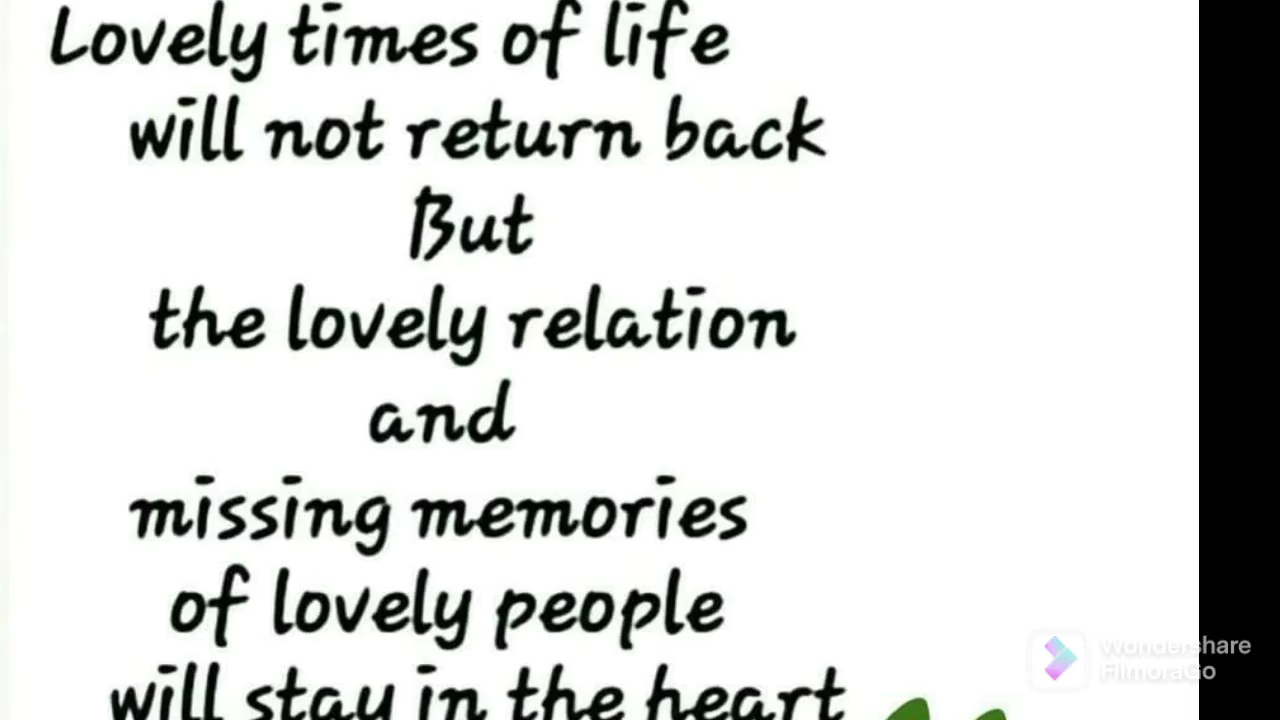 Lovely times of life
will not return back
But
the lovely relation
and
missing memories
of lovely people
will stay in the heart
Wondershare
FilmoraGo